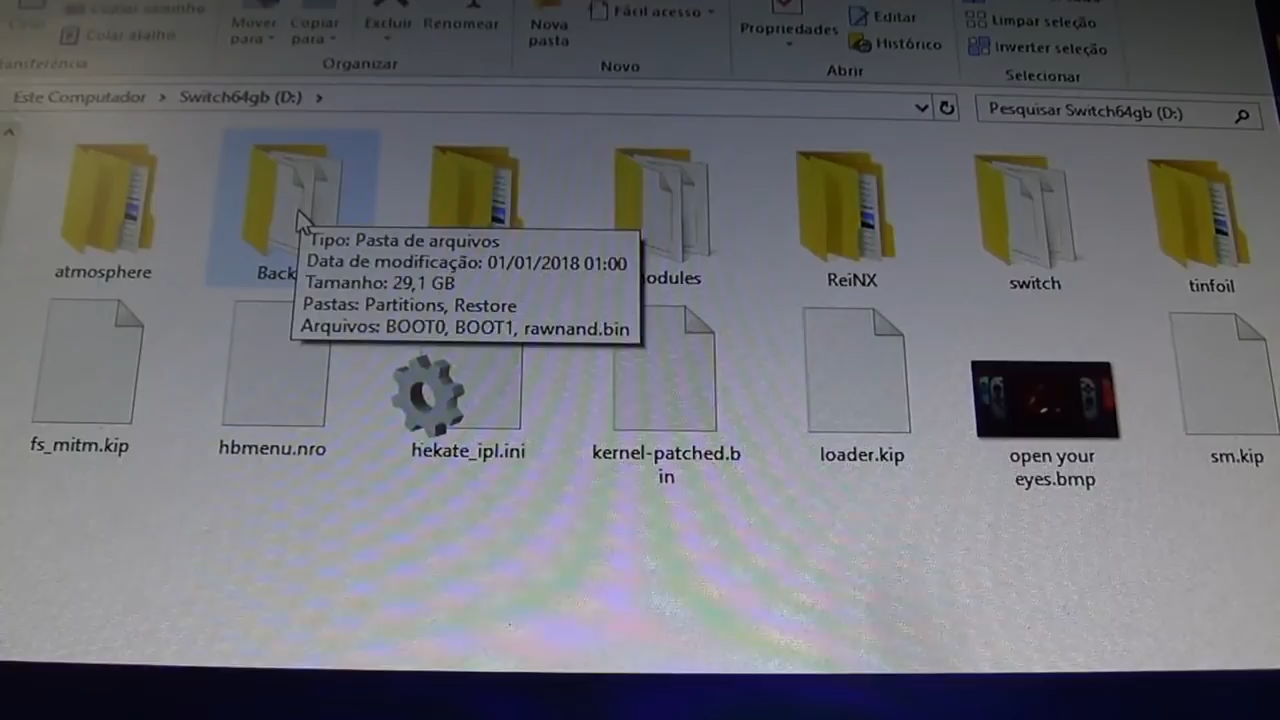 Copiar caminho
Colar atalho
Mover para
Copiar para
Excluir
Renomear
Nova pasta
Fácil acesso
Propriedades
Editar
Histórico
Limpar seleção
Inverter seleção
Organizar
Novo
Abrir
Selecionar
Este Computador > Switch64gb (D:) >
Pesquisar Switch64gb (D:)
atmosphere
Back
odules
ReiNX
switch
tinfoil
Tipo: Pasta de arquivos
Data de modificação: 01/01/2018 01:00
Tamanho: 29,1 GB
Pastas: Partitions, Restore
Arquivos: BOOT0, BOOT1, rawnand.bin
fs_mitm.kip
hbmenu.nro
hekate_ipl.ini
kernel-patched.b
in
loader.kip
open your
eyes.bmp
sm.kip